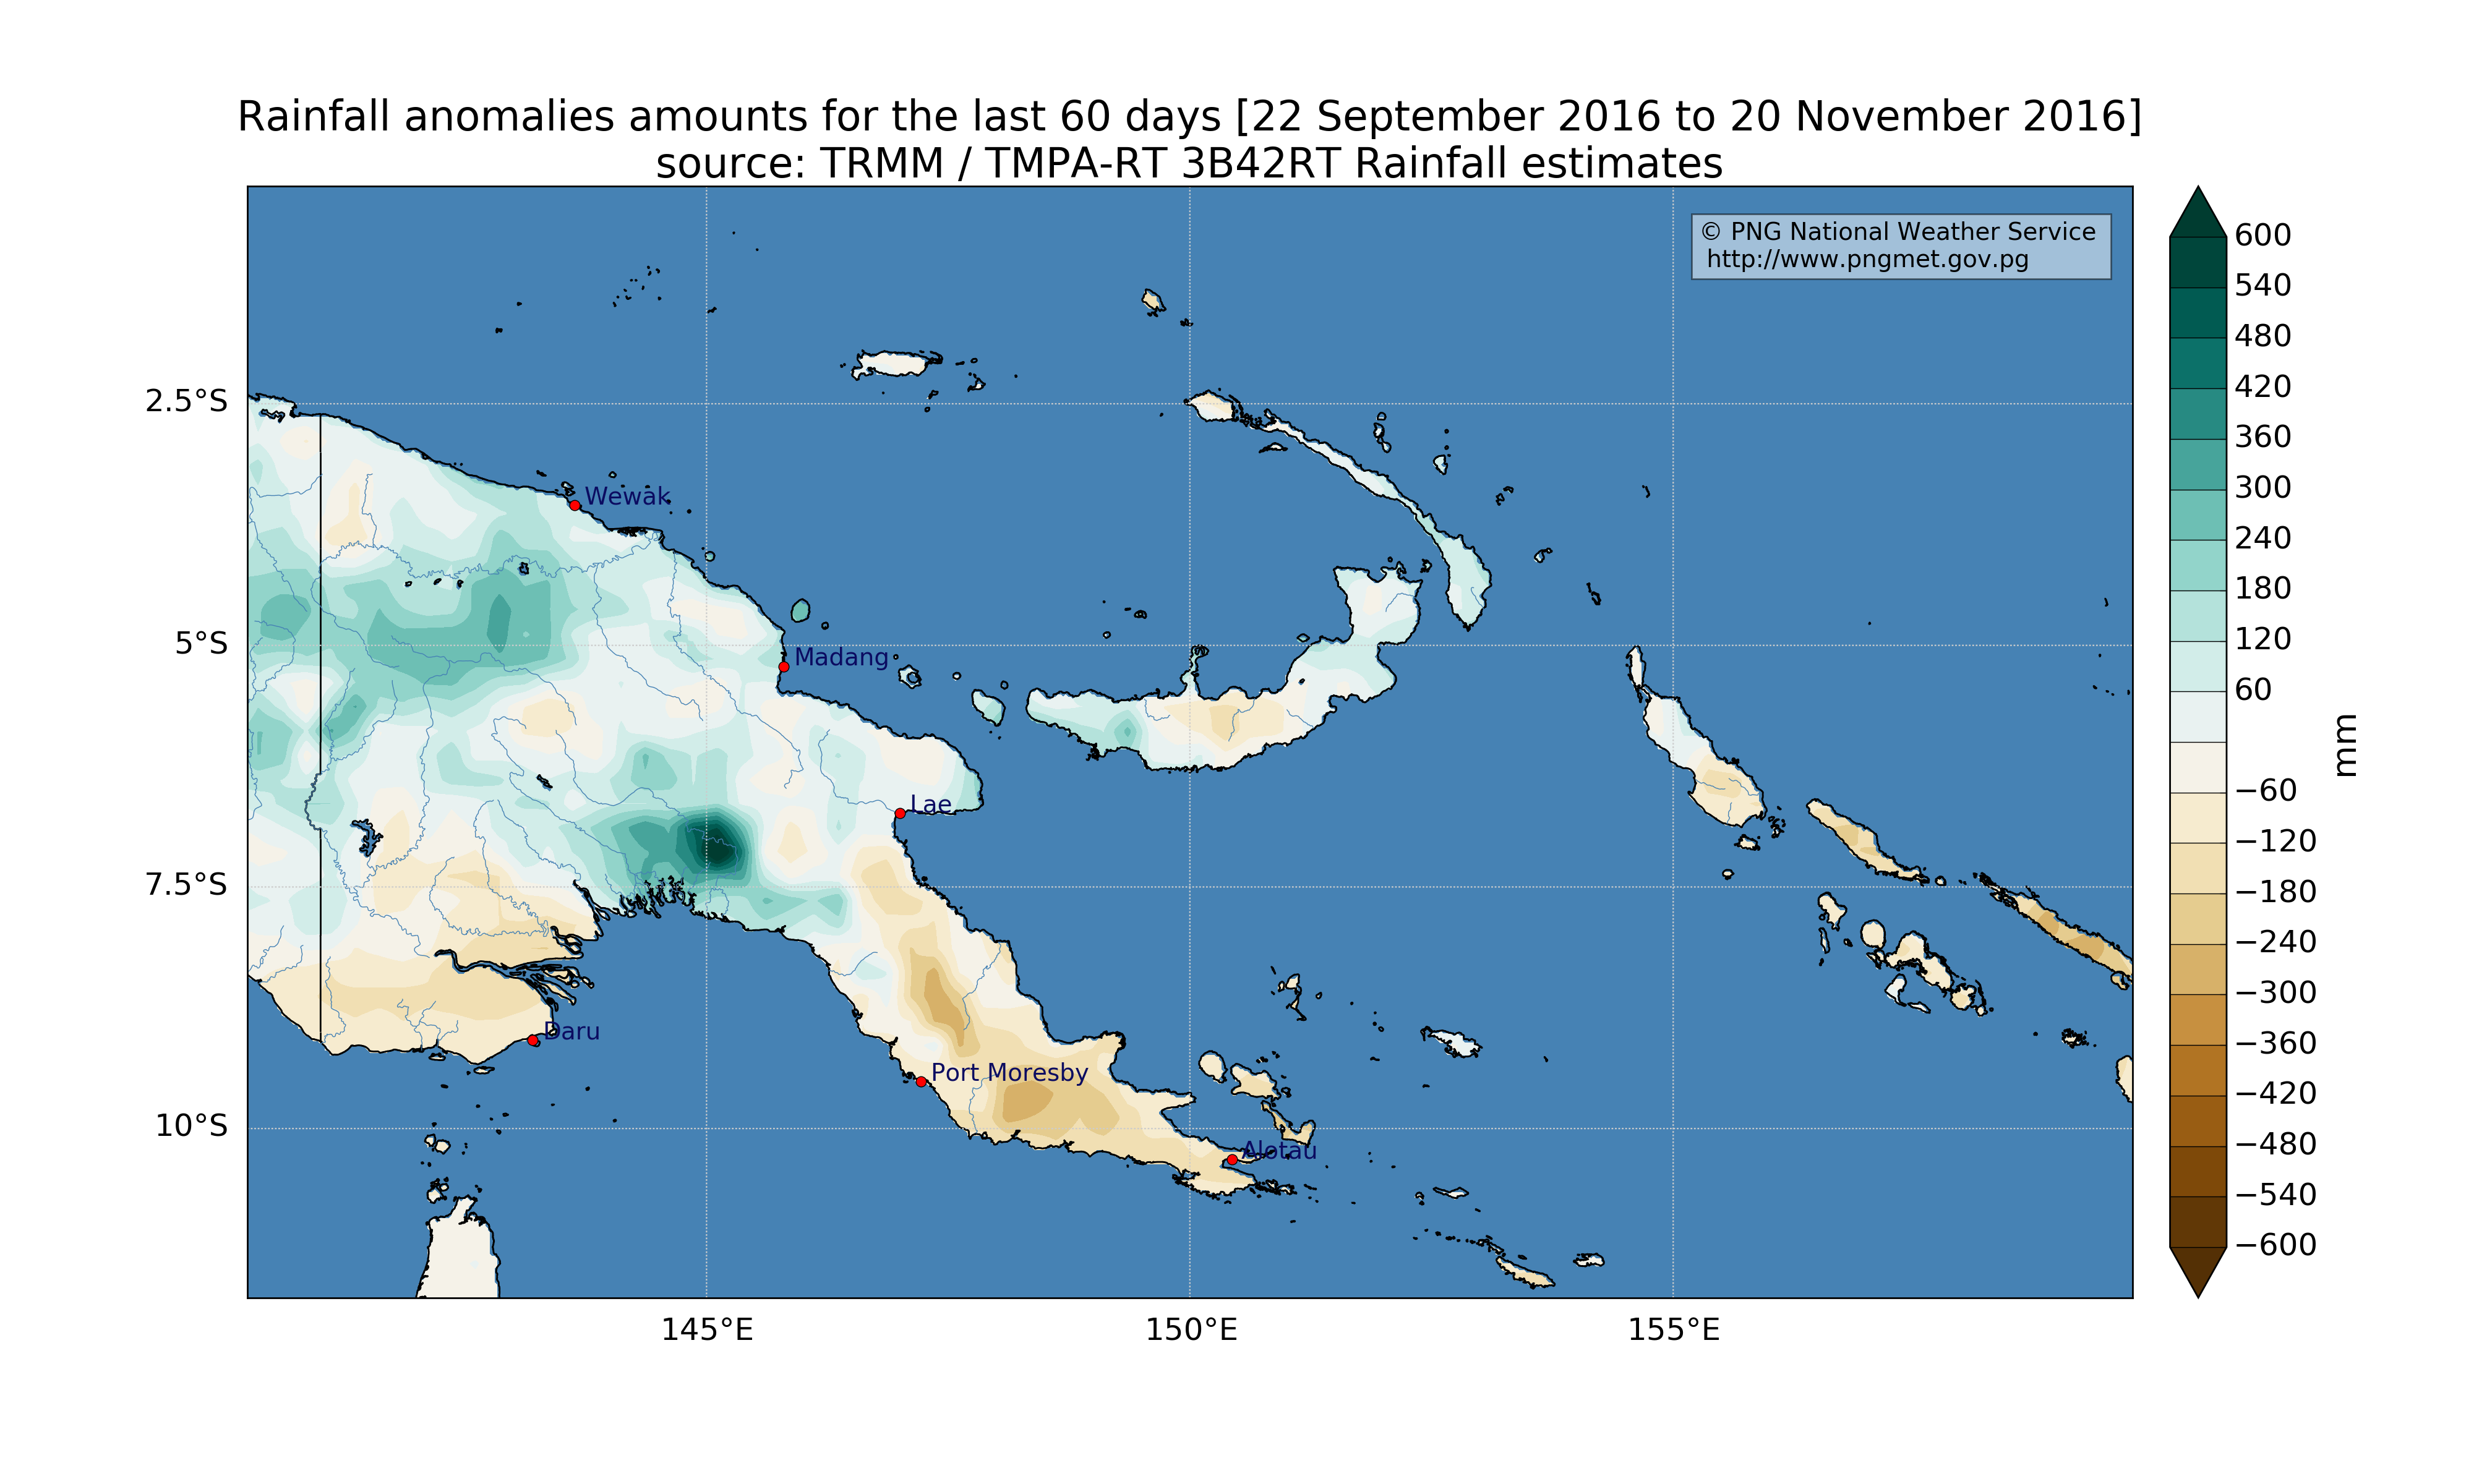 Rainfall anomalies amounts for the last 60 days [22 September 2016 to 20 November 2016]
source: TRMM / TMPA-RT 3B42RT Rainfall estimates
© PNG National Weather Service
http://www.pngmet.gov.pg
2.5°S
5°S
7.5°S
10°S
145°E
150°E
155°E
Wewak
Madang
Lae
Daru
Port Moresby
Alotau
600
540
480
420
360
300
240
180
120
60
−60
−120
−180
−240
−300
−360
−420
−480
−540
−600
mm